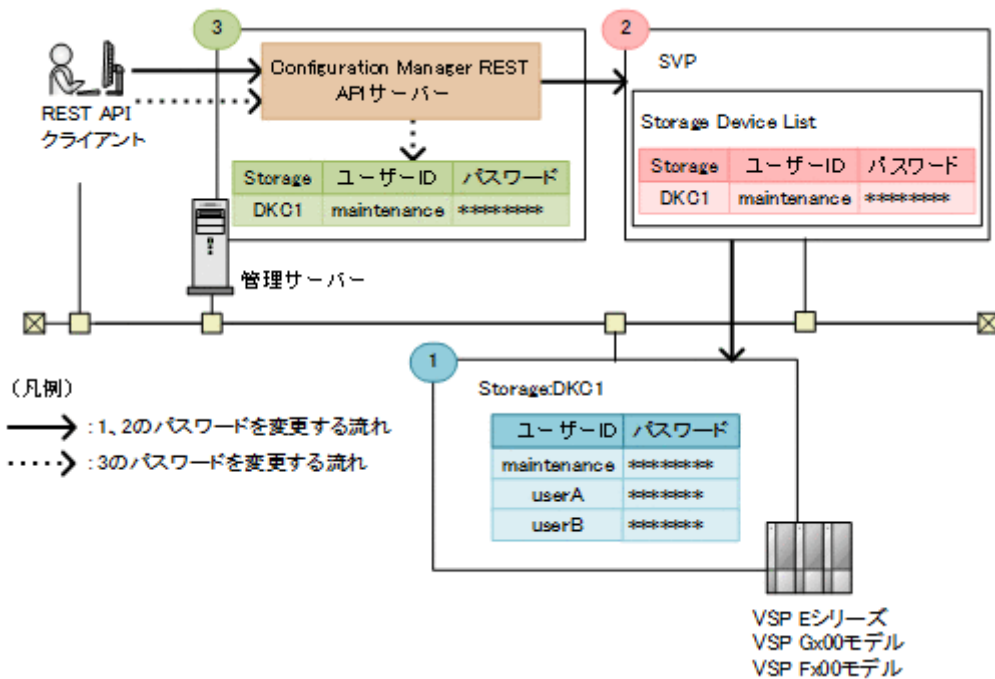 3
2
Configuration Manager REST
APIサーバー
SVP
REST API
クライアント
Storage Device List
Storage ユーザーID パスワード
DKC1 maintenance ********
Storage ユーザーID パスワード
DKC1 maintenance ********
管理サーバー
1
(凡例)
:1、2のパスワードを変更する流れ
:3のパスワードを変更する流れ
Storage:DKC1
ユーザーID パスワード
maintenance ********
userA *******
userB *******
VSP Eシリーズ
VSP Gx00モデル
VSP Fx00モデル